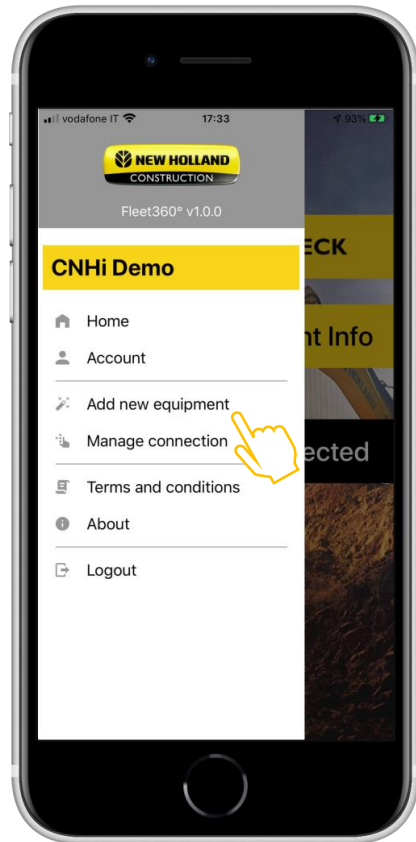 vodafone IT 17:33 93%
NEW HOLLAND
CONSTRUCTION
Fleet360° v1.0.0
ECK
CNHi Demo
nt Info
Home
Account
Add new equipment
Manage connection
ected
Terms and conditions
About
Logout